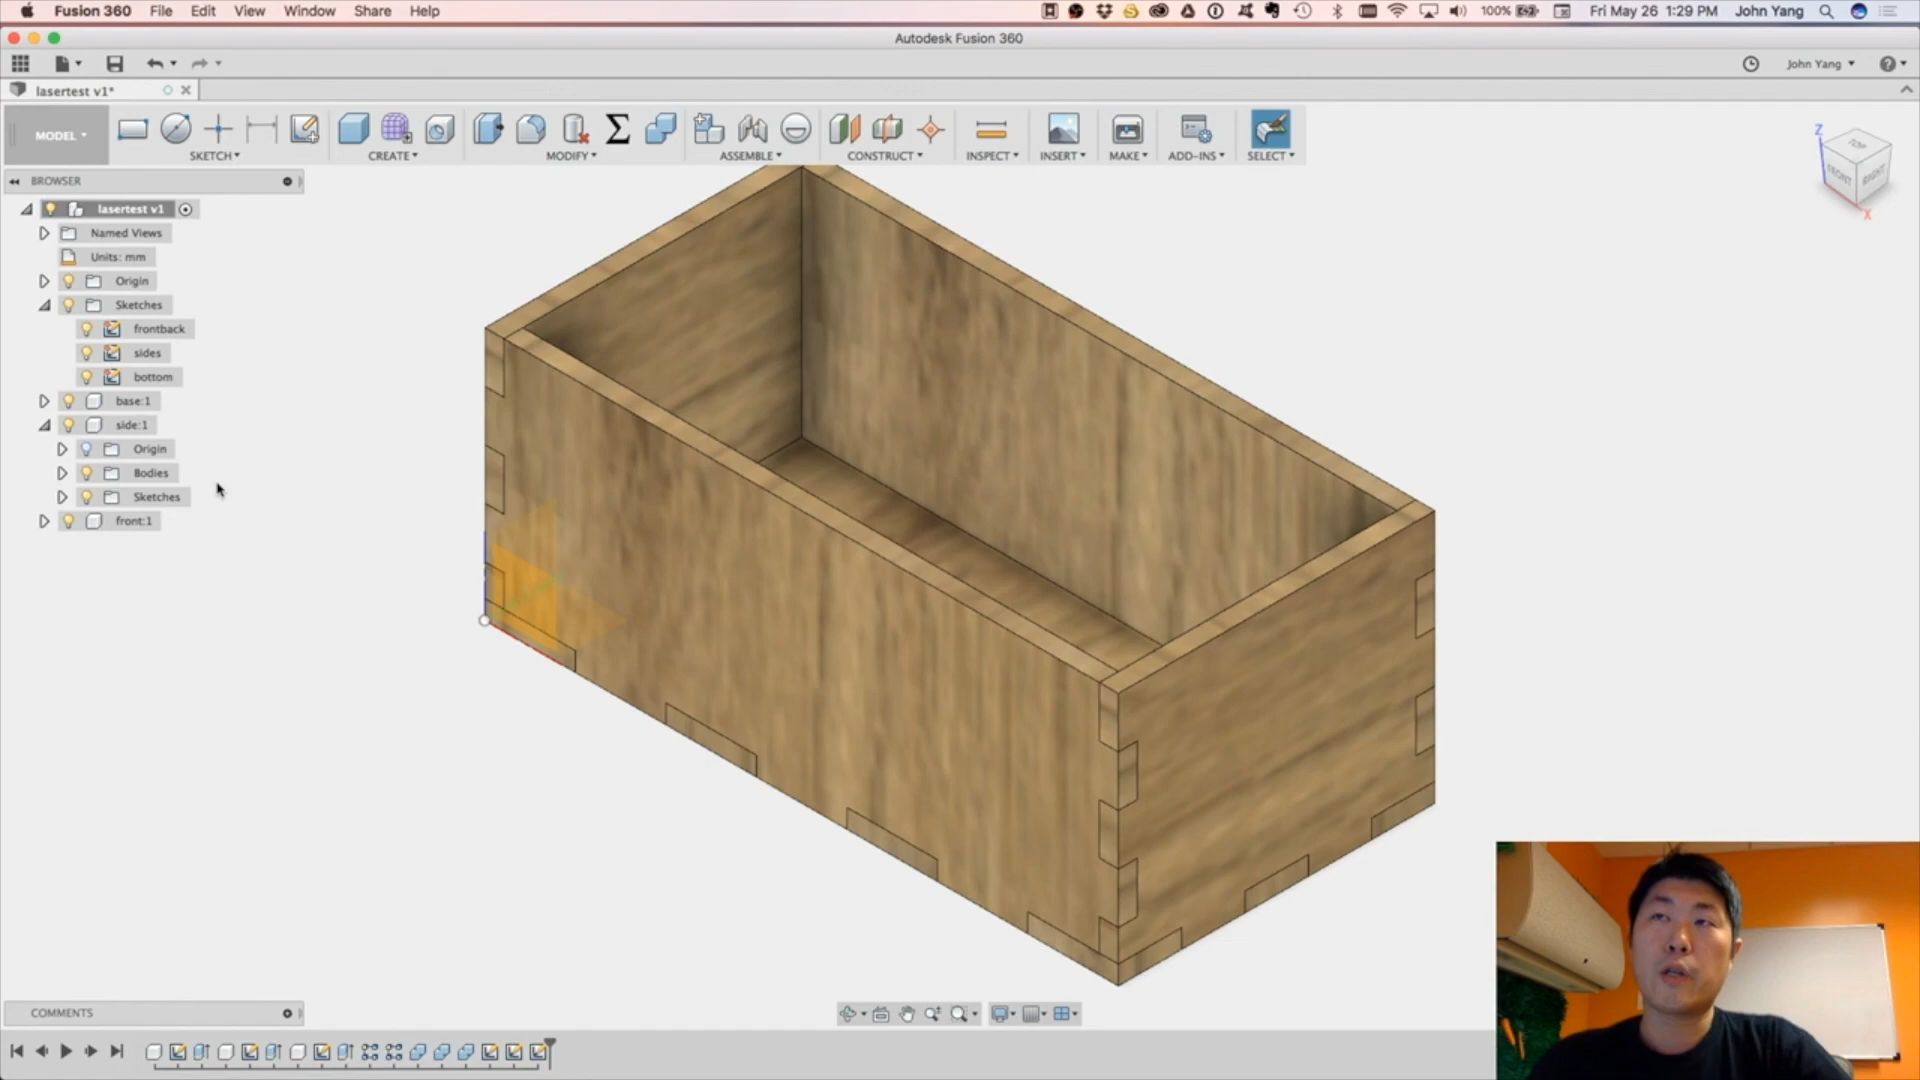 Fusion 360 File Edit View Window Share Help 100% Fri May 26 1:29 PM John Yang
Autodesk Fusion 360
John Yang
lasertest v1*
MODEL
SKETCH CREATE MODIFY ASSEMBLE CONSTRUCT INSPECT INSERT MAKE ADD-INS SELECT
BROWSER
lasertest v1
Named Views
Units: mm
Origin
Sketches
frontback
sides
bottom
base:1
side:1
Origin
Bodies
Sketches
front:1
Z
TOP
FRONT
RIGHT
X
COMMENTS